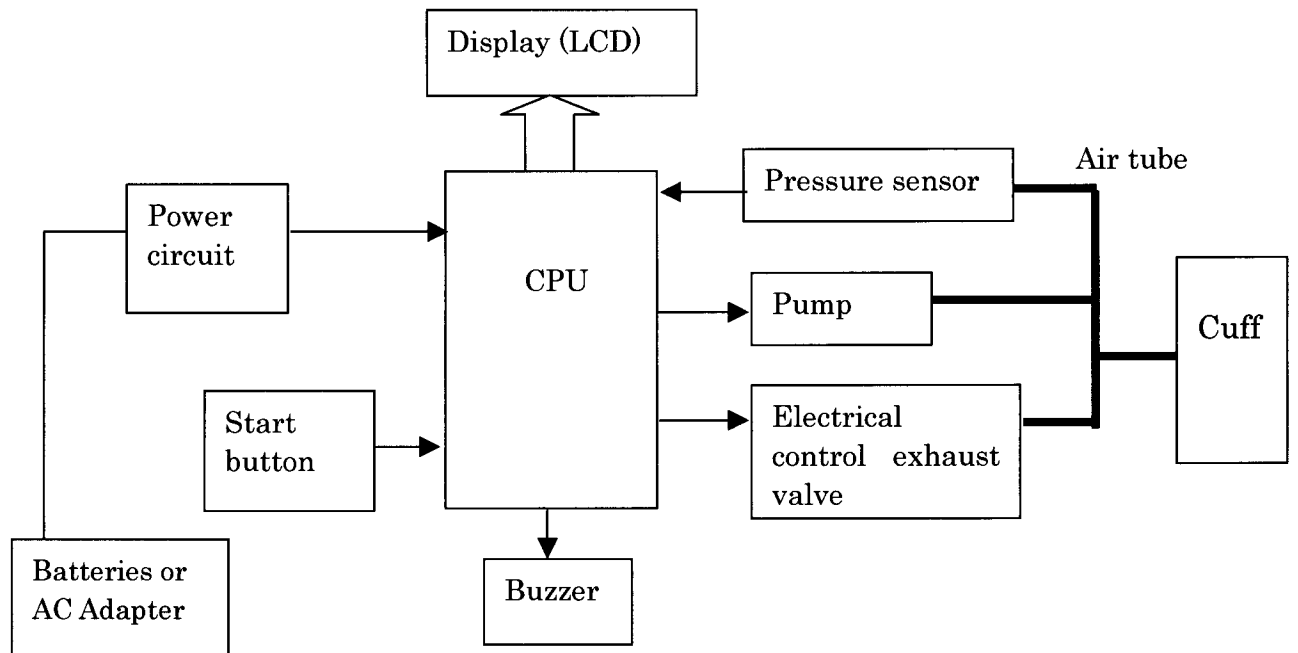 Display (LCD)
Pressure sensor
Air tube
Power
circuit
CPU
Pump
Cuff
Start
button
Electrical
control exhaust
valve
Batteries or
AC Adapter
Buzzer